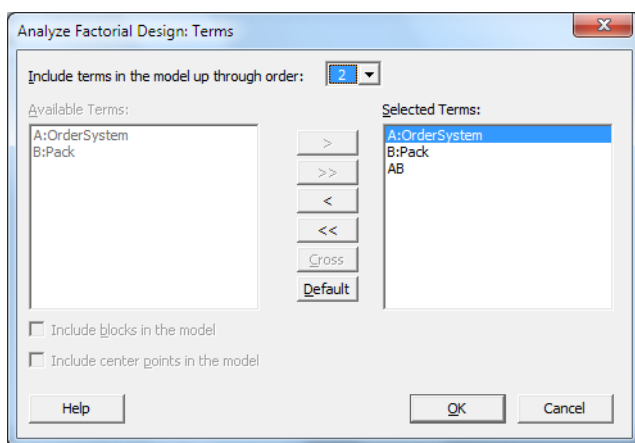 Analyze Factorial Design: Terms
Include terms in the model up through order: 2
Available Terms:
A:OrderSystem
B:Pack
>
>>
<
<<
Cross
Default
Selected Terms:
A:OrderSystem
B:Pack
AB
Include blocks in the model
Include center points in the model
Help
OK
Cancel